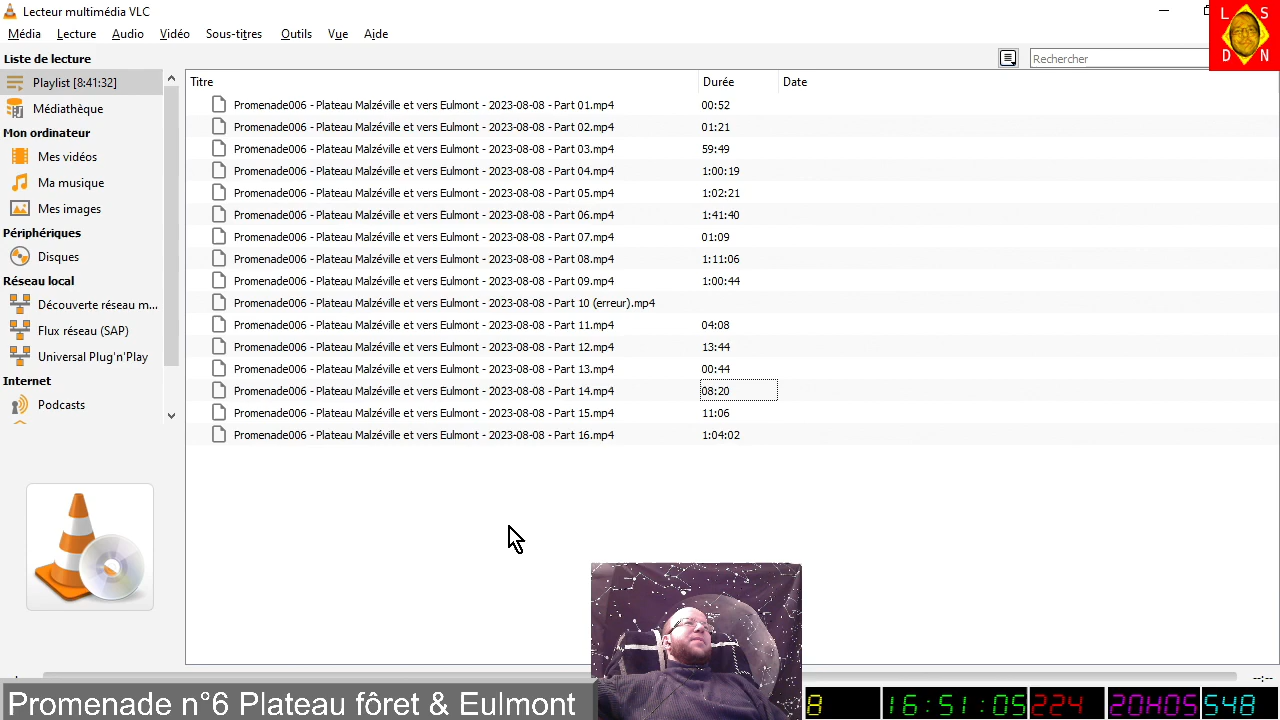 Lecteur multimédia VLC
Média Lecture Audio Vidéo Sous-titres Outils Vue Aide
L S D N
Liste de lecture
Rechercher
Playlist [8:41:32]
Médiathèque
Mon ordinateur
Mes vidéos
Ma musique
Mes images
Périphériques
Disques
Réseau local
Découverte réseau m...
Flux réseau (SAP)
Universal Plug'n'Play
Internet
Podcasts
Titre Durée Date
Promenade006 - Plateau Malzéville et vers Eulmont - 2023-08-08 - Part 01.mp4 0:52
Promenade006 - Plateau Malzéville et vers Eulmont - 2023-08-08 - Part 02.mp4 01:21
Promenade006 - Plateau Malzéville et vers Eulmont - 2023-08-08 - Part 03.mp4 59:49
Promenade006 - Plateau Malzéville et vers Eulmont - 2023-08-08 - Part 04.mp4 1:00:19
Promenade006 - Plateau Malzéville et vers Eulmont - 2023-08-08 - Part 05.mp4 1:02:21
Promenade006 - Plateau Malzéville et vers Eulmont - 2023-08-08 - Part 06.mp4 1:41:40
Promenade006 - Plateau Malzéville et vers Eulmont - 2023-08-08 - Part 07.mp4 01:09
Promenade006 - Plateau Malzéville et vers Eulmont - 2023-08-08 - Part 08.mp4 1:11:06
Promenade006 - Plateau Malzéville et vers Eulmont - 2023-08-08 - Part 09.mp4 1:00:44
Promenade006 - Plateau Malzéville et vers Eulmont - 2023-08-08 - Part 10 (erreur).mp4
Promenade006 - Plateau Malzéville et vers Eulmont - 2023-08-08 - Part 11.mp4 04:08
Promenade006 - Plateau Malzéville et vers Eulmont - 2023-08-08 - Part 12.mp4 13:44
Promenade006 - Plateau Malzéville et vers Eulmont - 2023-08-08 - Part 13.mp4 00:44
Promenade006 - Plateau Malzéville et vers Eulmont - 2023-08-08 - Part 14.mp4 08:20
Promenade006 - Plateau Malzéville et vers Eulmont - 2023-08-08 - Part 15.mp4 11:06
Promenade006 - Plateau Malzéville et vers Eulmont - 2023-08-08 - Part 16.mp4 1:04:02
--:--
Promenade n°6 Plateau fôret & Eulmont
8 16:51:05 224 20H05 548